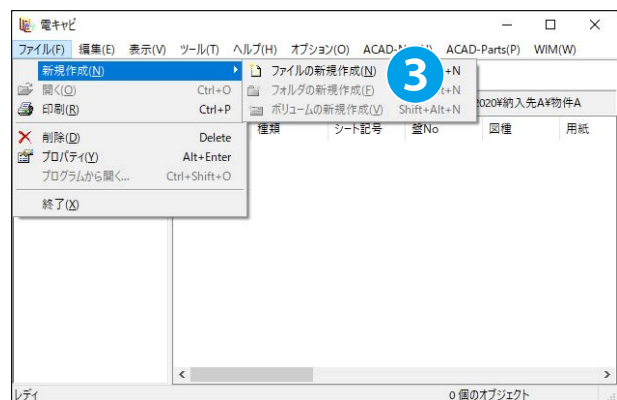 電キャビ
ファイル(F) 編集(E) 表示(V) ツール(T) ヘルプ(H) オプション(O) ACAD-N ACAD-Parts(P) WIM(W)
新規作成(N) ファイルの新規作成(N) +N
開く(O) Ctrl+O フォルダの新規作成(F) t+N
印刷(R) Ctrl+P ボリュームの新規作成(V) Shift+Alt+N
3
2020¥納入先A¥物件A
削除(D) Delete
種類 シート記号 盤No 図種 用紙
プロパティ(Y) Alt+Enter
プログラムから開く... Ctrl+Shift+O
終了(X)
レディ 0 個のオブジェクト